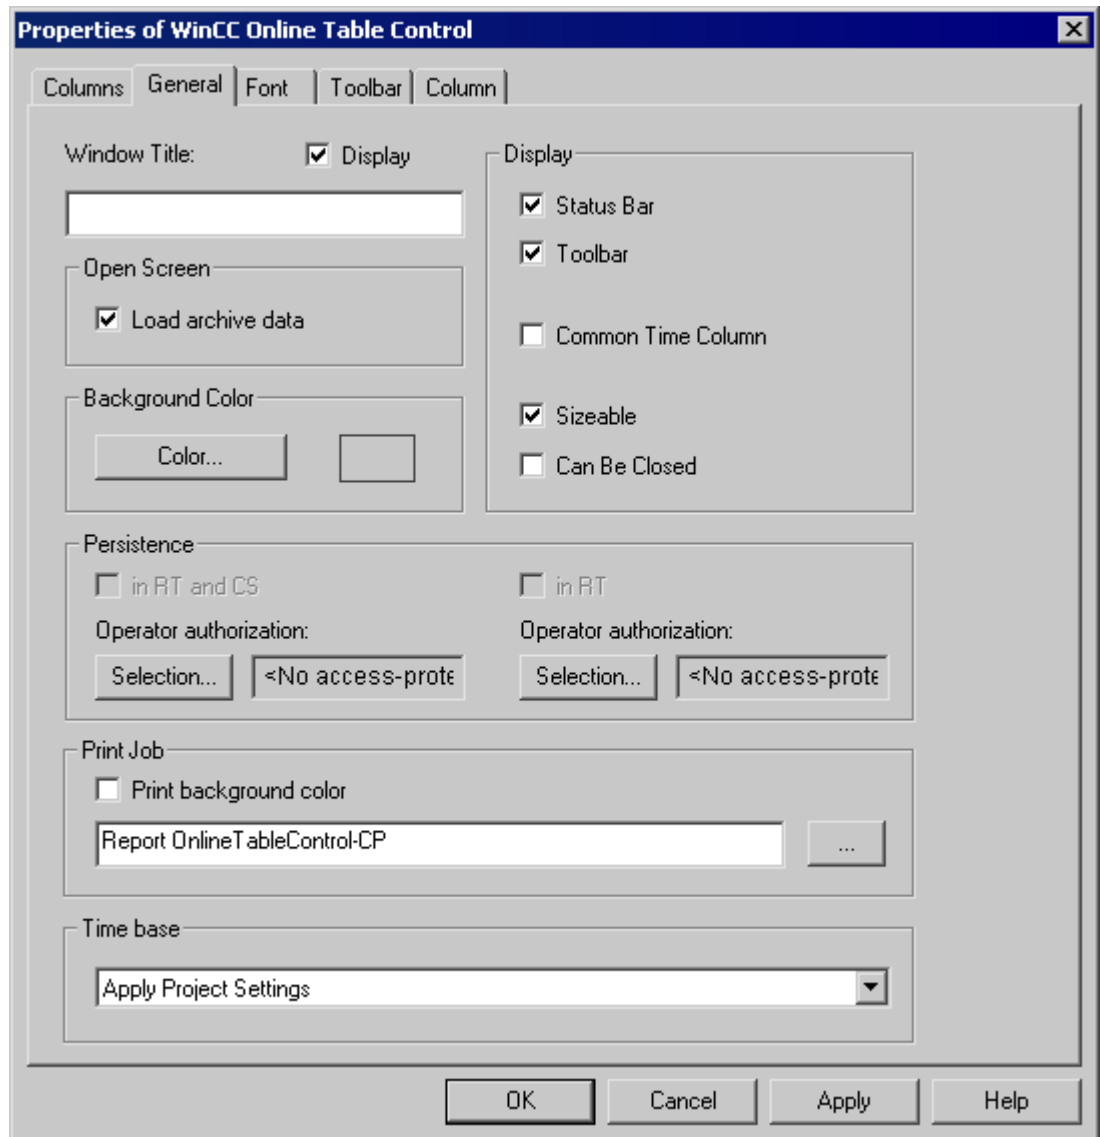 Properties of WinCC Online Table Control
Columns General Font Toolbar Column
Window Title: Display
Display
Status Bar
Toolbar
Common Time Column
Sizeable
Can Be Closed
Open Screen
Load archive data
Background Color
Color...
Persistence
in RT and CS in RT
Operator authorization: Operator authorization:
Selection... <No access-prote Selection... <No access-prote
Print Job
Print background color
Report OnlineTableControl-CP ...
Time base
Apply Project Settings
OK Cancel Apply Help